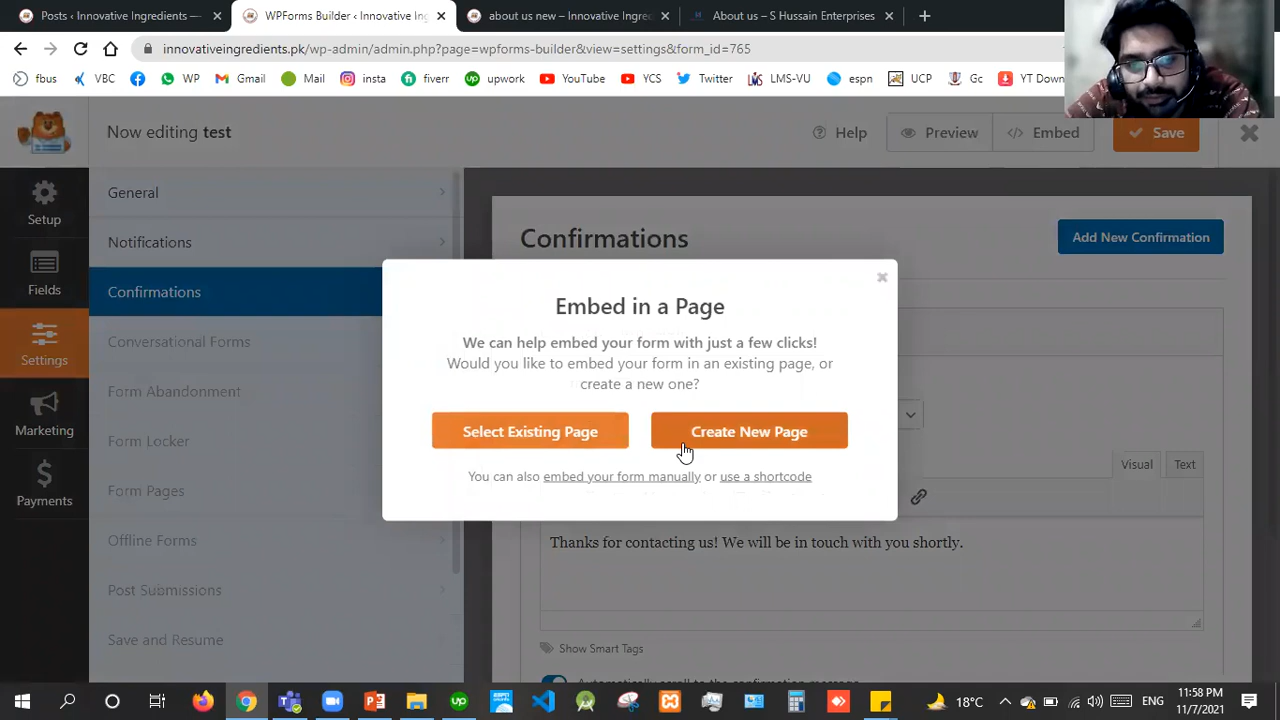 Posts ‹ Innovative Ingredients —
WPForms Builder ‹ Innovative In
about us new – Innovative Ingre
About us – S Hussain Enterprises
innovativeingredients.pk/wp-admin/admin.php?page=wpforms-builder&view=settings&form_id=765
fbus
VBC
WP
Gmail
Mail
insta
fiverr
upwork
YouTube
YCS
Twitter
LMS-VU
espn
UCP
Gc
YT Down
Now editing test
Help
Preview
</> Embed
Save
Setup
Fields
Settings
Marketing
Payments
General
Notifications
Confirmations
Conversational Forms
Form Abandonment
Form Locker
Form Pages
Offline Forms
Post Submissions
Save and Resume
Confirmations
Add New Confirmation
Embed in a Page
We can help embed your form with just a few clicks!
Would you like to embed your form in an existing page, or
create a new one?
Select Existing Page
Create New Page
You can also embed your form manually or use a shortcode
Visual
Text
Thanks for contacting us! We will be in touch with you shortly.
Show Smart Tags
Automatically scroll to the confirmation message
18°C
ENG
11:58 PM
11/7/2021